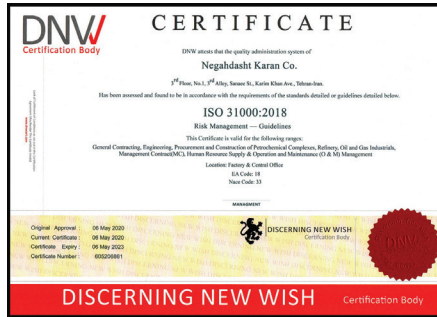 DNW
Certification Body
CERTIFICATE
DNW attests that the quality administration system of
Negahdasht Karan Co.
3rd Floor, No.1, 3rd Alley, Sanaee St., Karim Khan Ave., Tehran-Iran.
Has been assessed and found to be in accordance with the requirements of the standards detailed or guidelines detailed below.
ISO 31000:2018
Risk Management — Guidelines
This Certificate is valid for the following ranges:
General Contracting, Engineering, Procurement and Construction of Petrochemical Complexes, Refinery, Oil and Gas Industrials,
Management Contract(MC), Human Resource Supply & Operation and Maintenance (O & M) Management
Location: Factory & Central Office
EA Code: 18
Nace Code: 33
MANAGMENT
Original Approval : 06 May 2020
Current Certificate : 06 May 2020
Certificate Expiry : 06 May 2023
Certificate Number : 605206861
DISCERNING NEW WISH
Certification Body
DNW
DISCERNING NEW WISH Certification Body